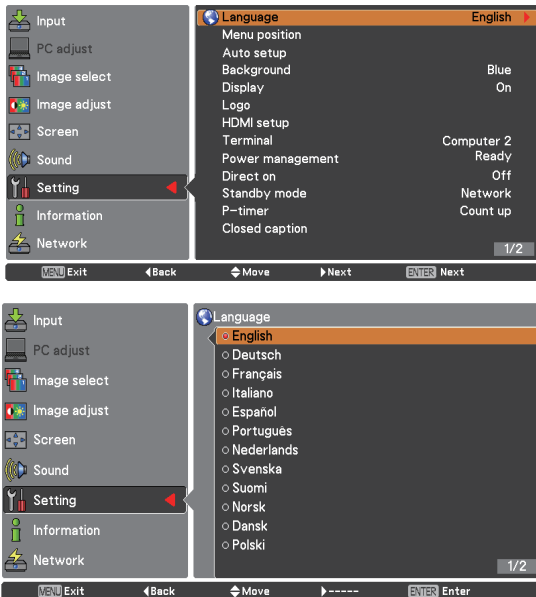 Input
PC adjust
Image select
Image adjust
Screen
Sound
Setting
Information
Network
Language English
Menu position
Auto setup
Background Blue
Display On
Logo
HDMI setup
Terminal Computer 2
Power management Ready
Direct on Off
Standby mode Network
P-timer Count up
Closed caption
1/2
MENU Exit Back Move Next ENTER Next
Input
PC adjust
Image select
Image adjust
Screen
Sound
Setting
Information
Network
Language
English
Deutsch
Français
Italiano
Español
Português
Nederlands
Svenska
Suomi
Norsk
Dansk
Polski
1/2
MENU Exit Back Move ----- ENTER Enter